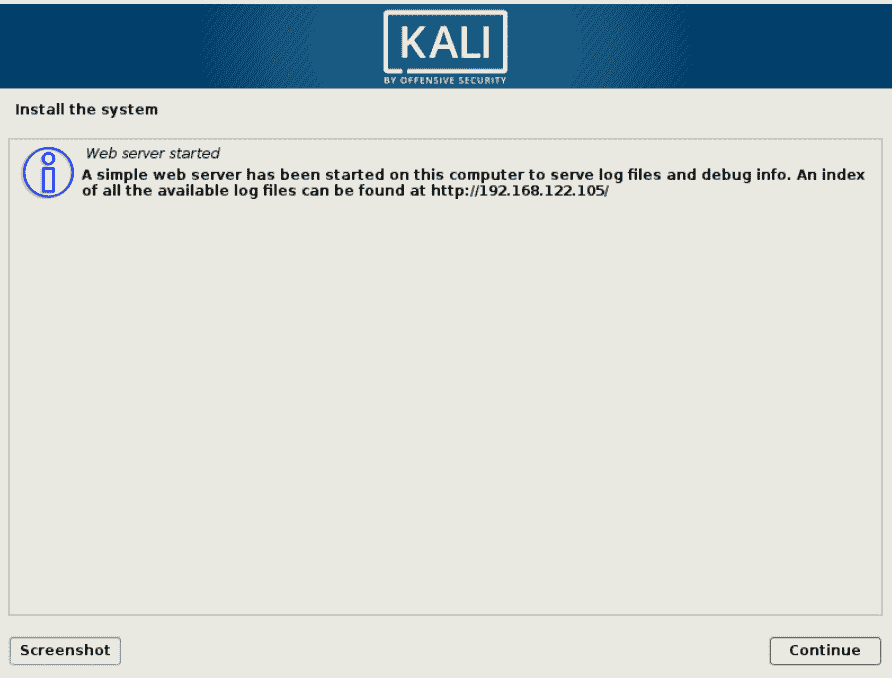 KALI
BY OFFENSIVE SECURITY
Install the system
Web server started
A simple web server has been started on this computer to serve log files and debug info. An index
of all the available log files can be found at http://192.168.122.105/
Screenshot
Continue